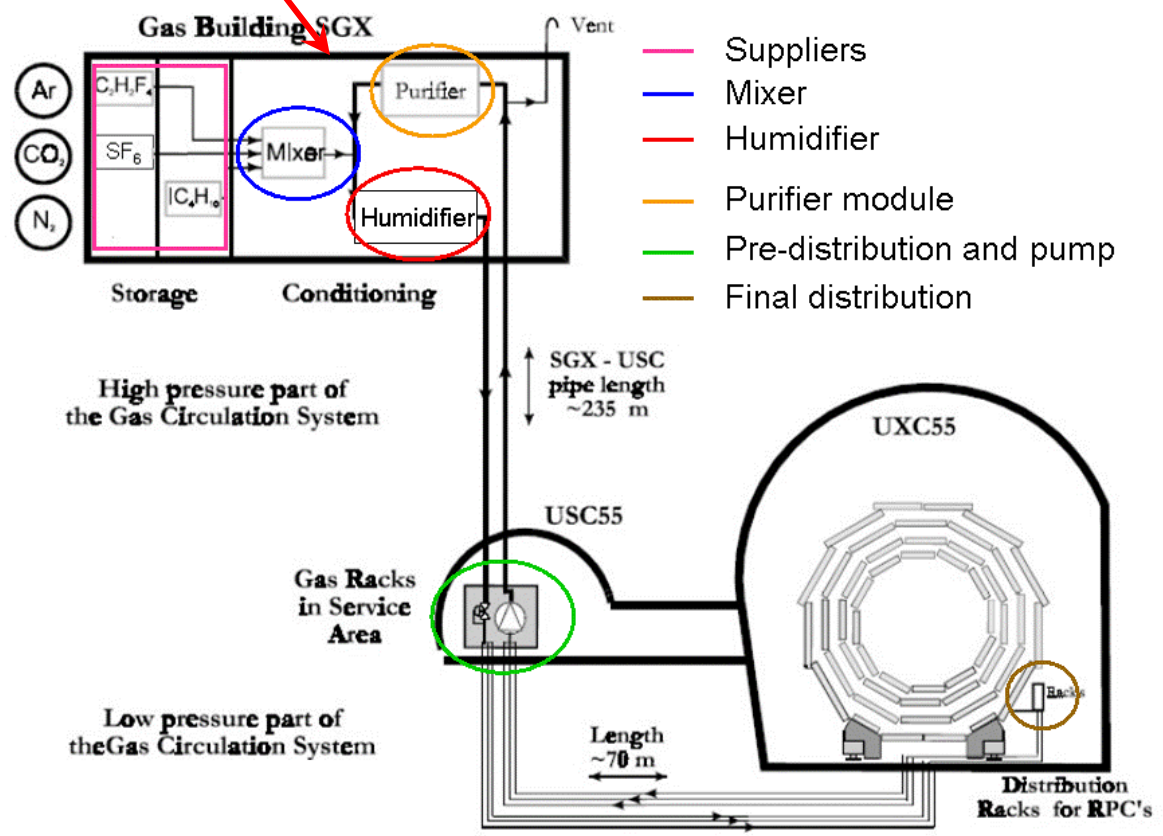 Gas Building SGX
Vent
Suppliers
Mixer
Humidifier
Purifier module
Pre-distribution and pump
Final distribution
Ar
CO₂
N₂
C₂H₂F₄
SF₆
IC₄H₁₀
Mixer
Purifier
Humidifier
Storage
Conditioning
High pressure part of
the Gas Circulation System
SGX - USC
pipe length
~235 m
UXC55
USC55
Gas Racks
in Service
Area
Racks
Low pressure part of
theGas Circulation System
Length
~70 m
Distribution
Racks for RPC's